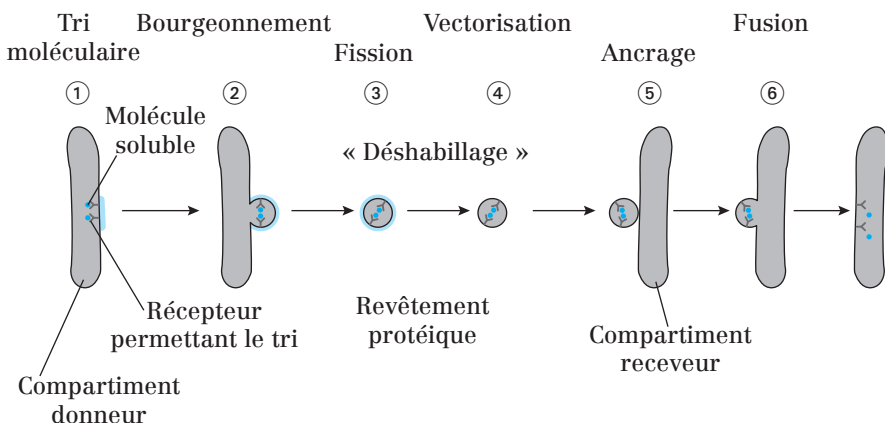 Tri
moléculaire
Bourgeonnement
Fission
Vectorisation
Ancrage
Fusion
1
2
3
4
5
6
Molécule
soluble
« Déshabillage »
Récepteur
permettant le tri
Revêtement
protéique
Compartiment
receveur
Compartiment
donneur